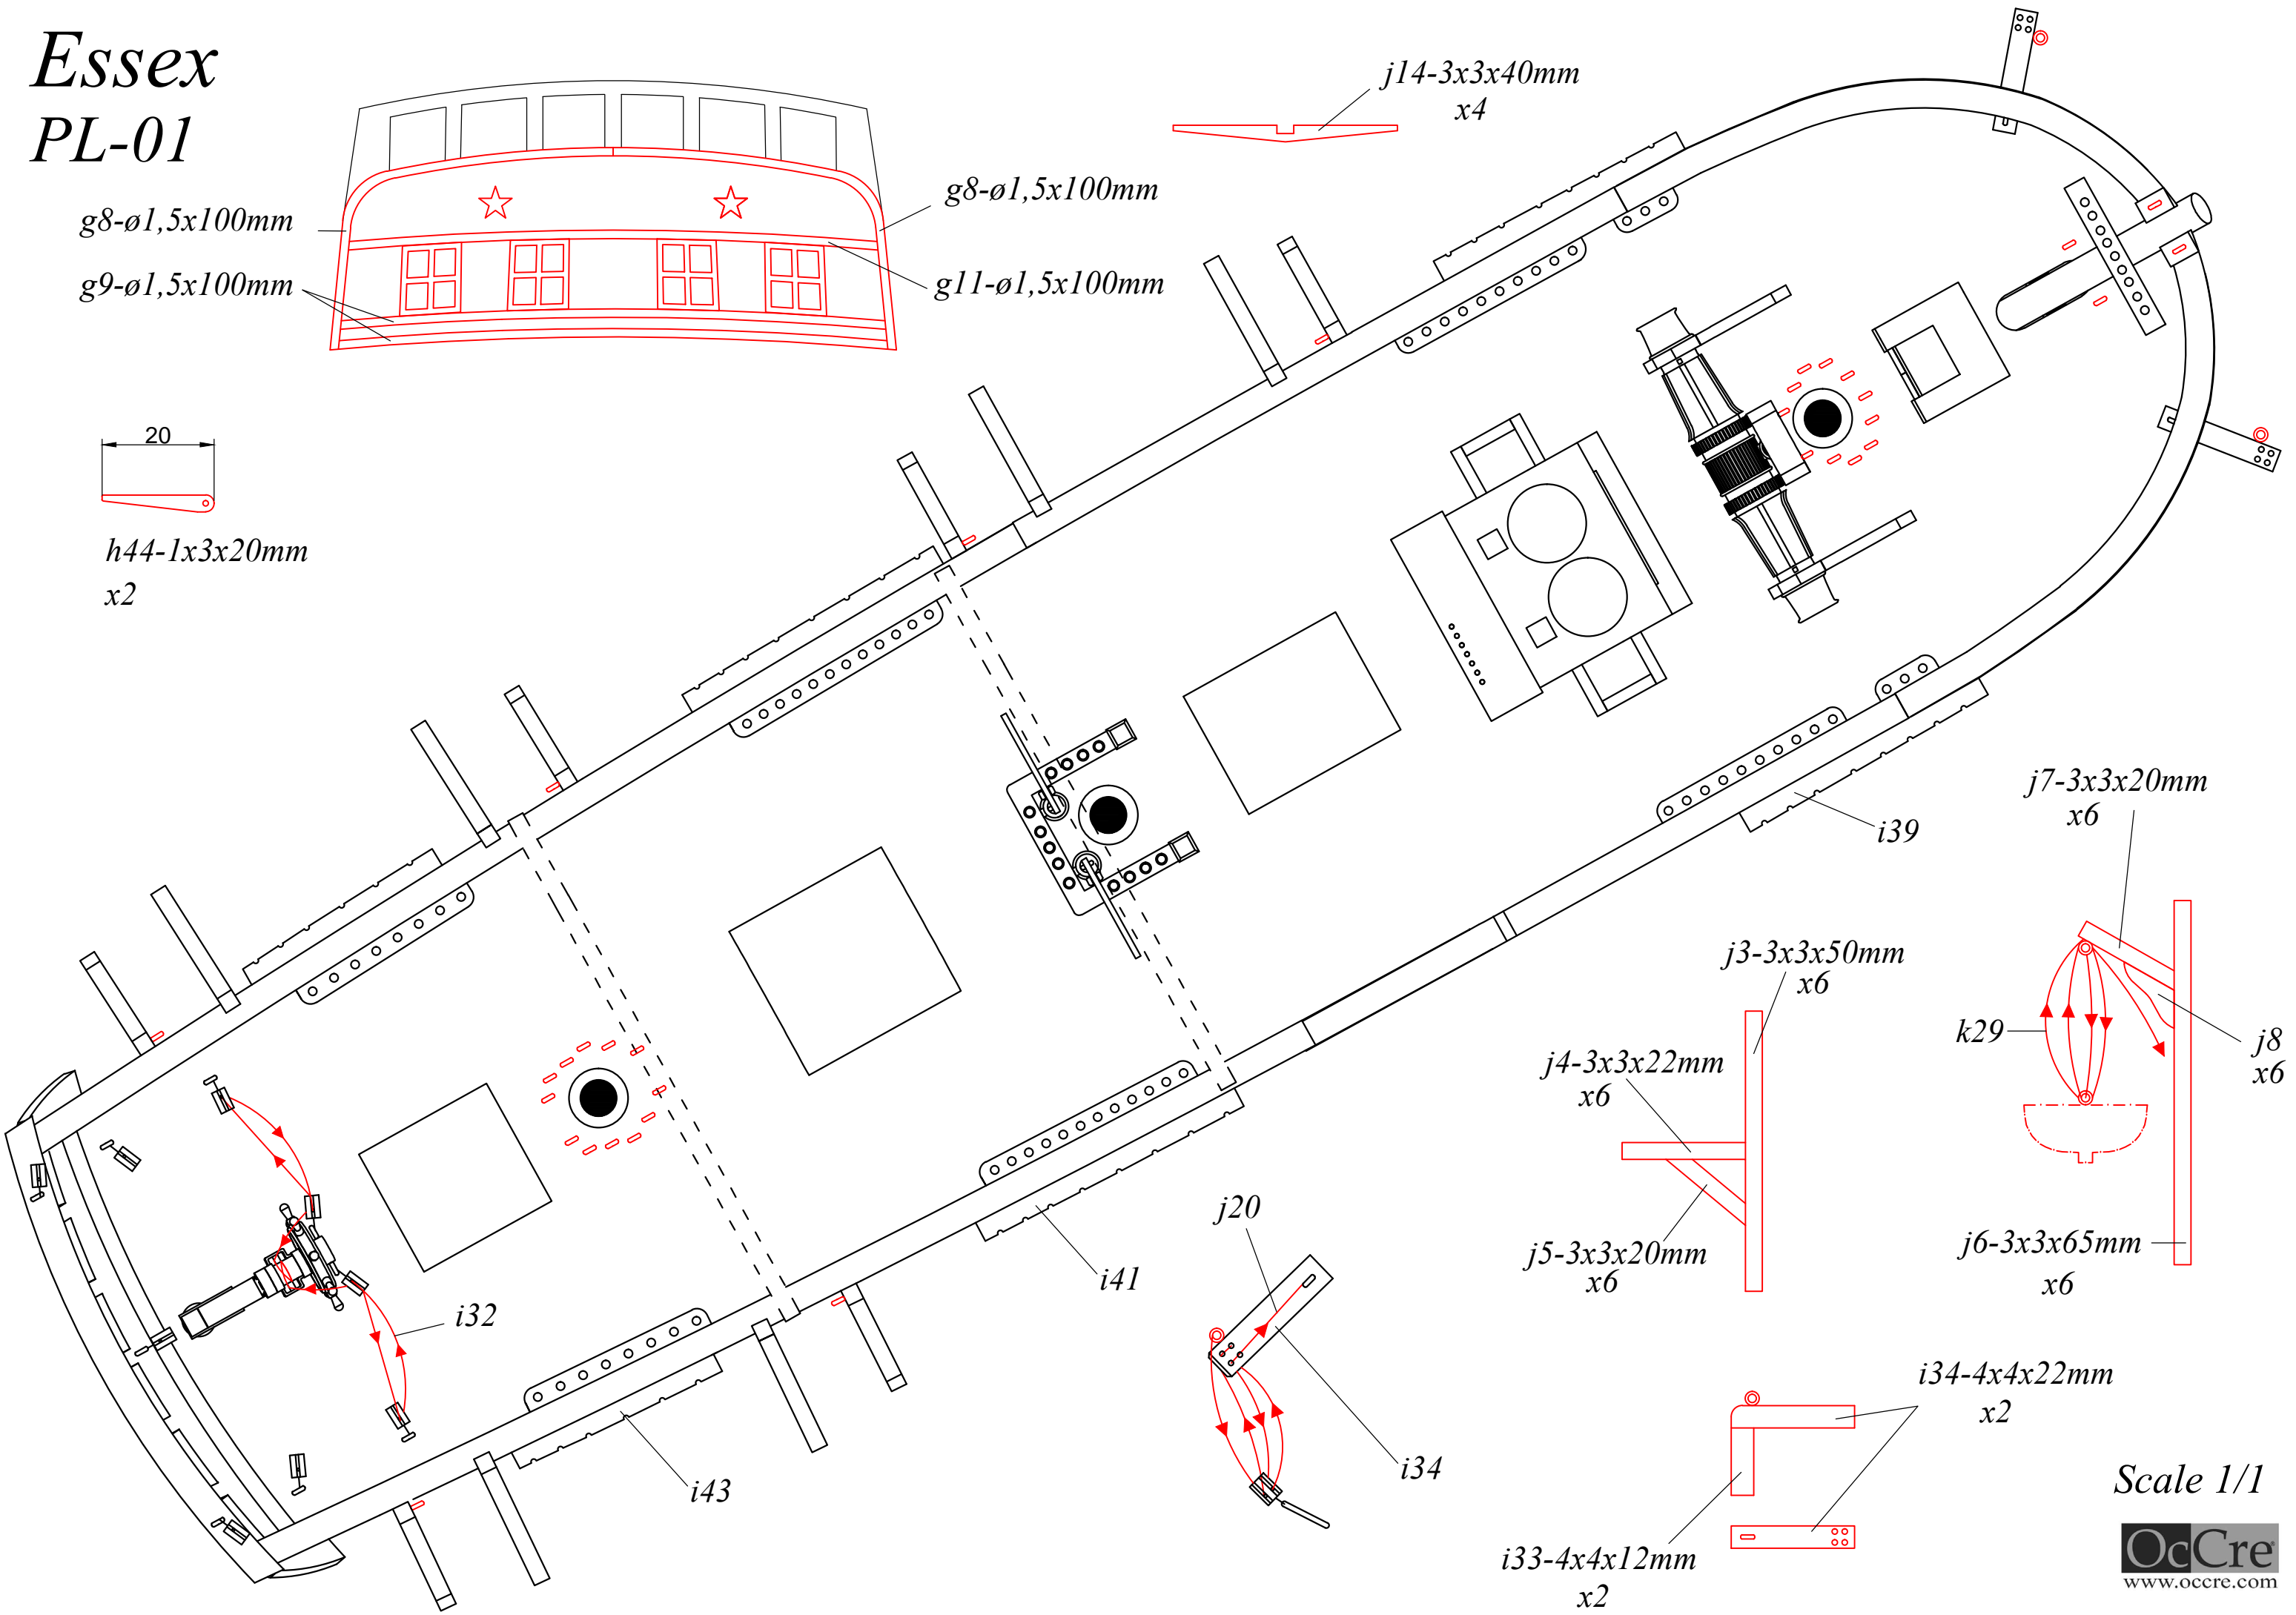 Essex
PL-01
j14-3x3x40mm
x4
g8-ø1,5x100mm
g8-ø1,5x100mm
g9-ø1,5x100mm
g11-ø1,5x100mm
20
h44-1x3x20mm
x2
i39
j7-3x3x20mm
x6
j3-3x3x50mm
x6
k29
j8
x6
j4-3x3x22mm
x6
j5-3x3x20mm
x6
j6-3x3x65mm
x6
j20
i41
i32
i34
i43
i34-4x4x22mm
x2
i33-4x4x12mm
x2
Scale 1/1
OcCre
www.occre.com